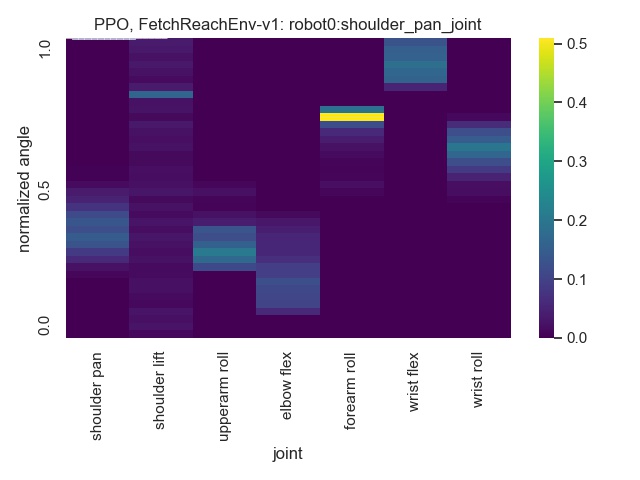 PPO, FetchReachEnv-v1: robot0:shoulder_pan_joint
normalized angle
1.0
0.5
0.0
shoulder pan
shoulder lift
upperarm roll
elbow flex
forearm roll
wrist flex
wrist roll
joint
0.5
0.4
0.3
0.2
0.1
0.0